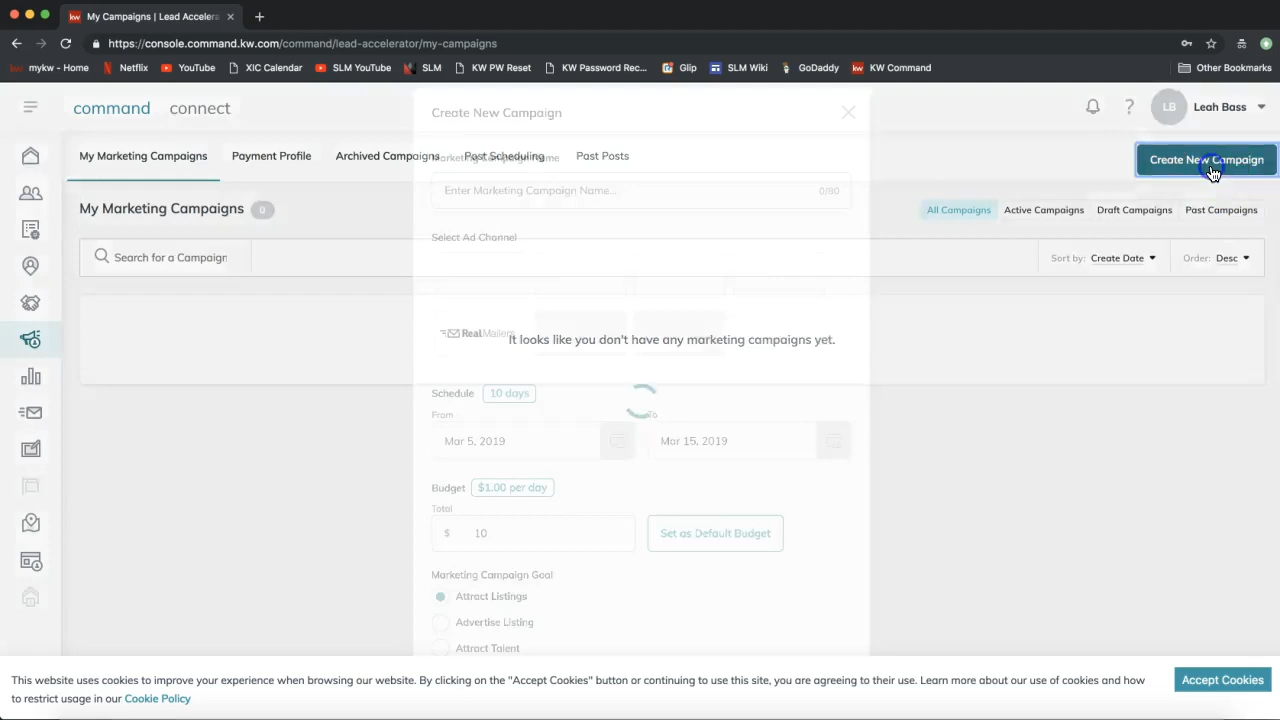 My Campaigns | Lead Accelera
https://console.command.kw.com/command/lead-accelerator/my-campaigns
kw mykw - Home Netflix YouTube XIC Calendar SLM YouTube SLM KW PW Reset KW Password Rec... Glip SLM Wiki GoDaddy kw KW Command Other Bookmarks
command connect
? LB Leah Bass
Create New Campaign
My Marketing Campaigns Payment Profile Archived Campaigns Post Scheduling Past Posts
Create New Campaign
Marketing Campaign Name
Enter Marketing Campaign Name... 0/80
My Marketing Campaigns 0
All Campaigns Active Campaigns Draft Campaigns Past Campaigns
Select Ad Channel
Search for a Campaign
Sort by: Create Date Order: Desc
RealMailers
It looks like you don't have any marketing campaigns yet.
Schedule 10 days
From To
Mar 5, 2019 Mar 15, 2019
Budget $1.00 per day
Total
$ 10 Set as Default Budget
Marketing Campaign Goal
Attract Listings
Advertise Listing
Attract Talent
This website uses cookies to improve your experience when browsing our website. By clicking on the "Accept Cookies" button or continuing to use this site, you are agreeing to their use. Learn more about our use of cookies and how
to restrict usage in our Cookie Policy
Accept Cookies